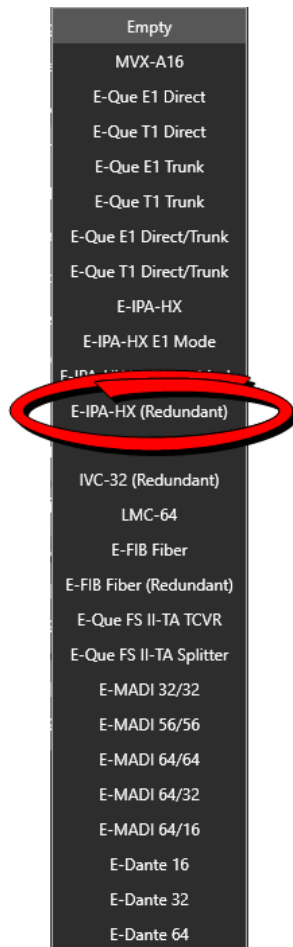 Empty
MVX-A16
E-Que E1 Direct
E-Que T1 Direct
E-Que E1 Trunk
E-Que T1 Trunk
E-Que E1 Direct/Trunk
E-Que T1 Direct/Trunk
E-IPA-HX
E-IPA-HX E1 Mode
E-IPA-HX (Redundant)
IVC-32 (Redundant)
LMC-64
E-FIB Fiber
E-FIB Fiber (Redundant)
E-Que FS II-TA TCVR
E-Que FS II-TA Splitter
E-MADI 32/32
E-MADI 56/56
E-MADI 64/64
E-MADI 64/32
E-MADI 64/16
E-Dante 16
E-Dante 32
E-Dante 64